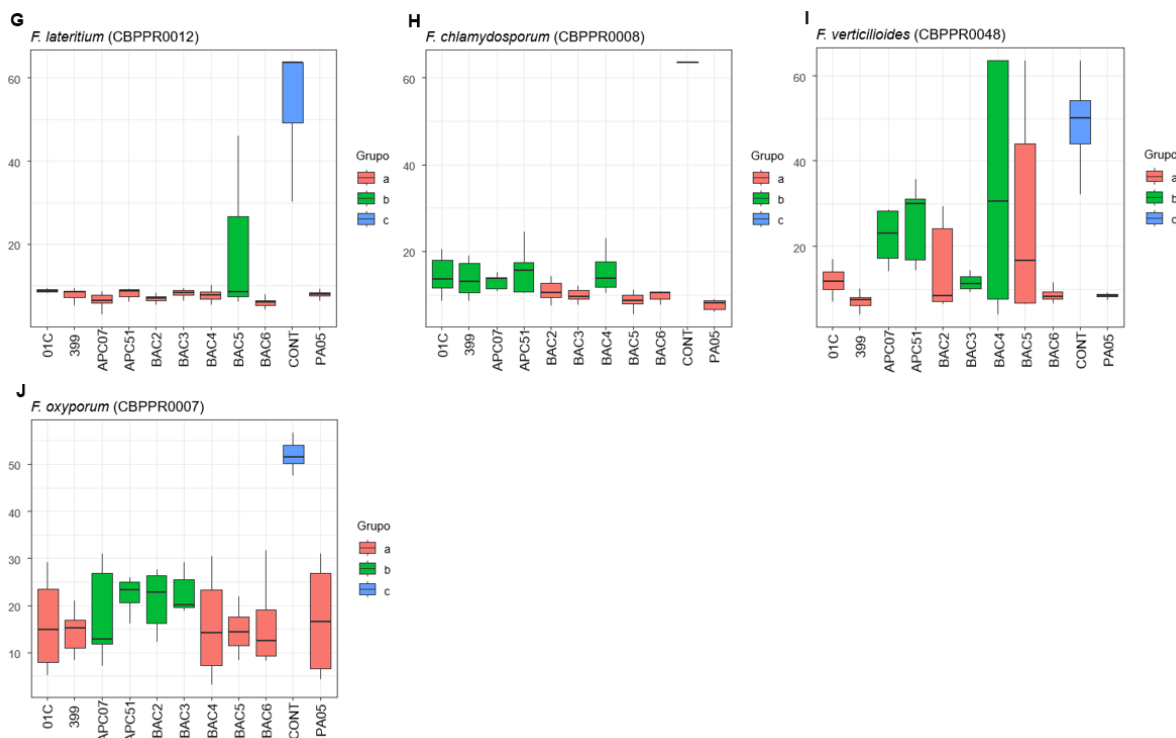 G
F. lateritium (CBPPR0012)
60
40
20
01C 399 APC07 APC51 BAC2 BAC3 BAC4 BAC5 BAC6 CONT PA05
Grupo
a
b
c
H
F. chlamydosporum (CBPPR0008)
60
40
20
01C 399 APC07 APC51 BAC2 BAC3 BAC4 BAC5 BAC6 CONT PA05
Grupo
a
b
c
I
F. verticilioides (CBPPR0048)
60
40
20
01C 399 APC07 APC51 BAC2 BAC3 BAC4 BAC5 BAC6 CONT PA05
Grupo
a
b
c
J
F. oxyporum (CBPPR0007)
50
40
30
20
10
01C 399 APC07 APC51 BAC2 BAC3 BAC4 BAC5 BAC6 CONT PA05
Grupo
a
b
c